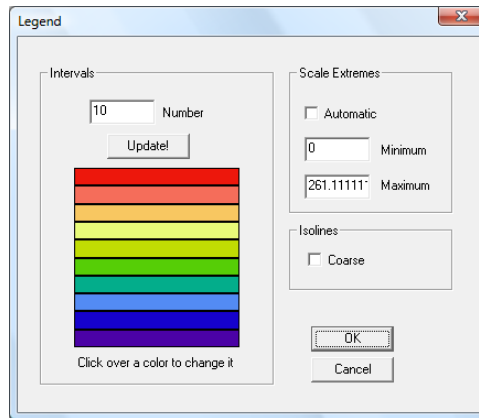 Legend
Intervals
10 Number
Update!
Click over a color to change it
Scale Extremes
Automatic
0 Minimum
261.111111 Maximum
Isolines
Coarse
OK
Cancel